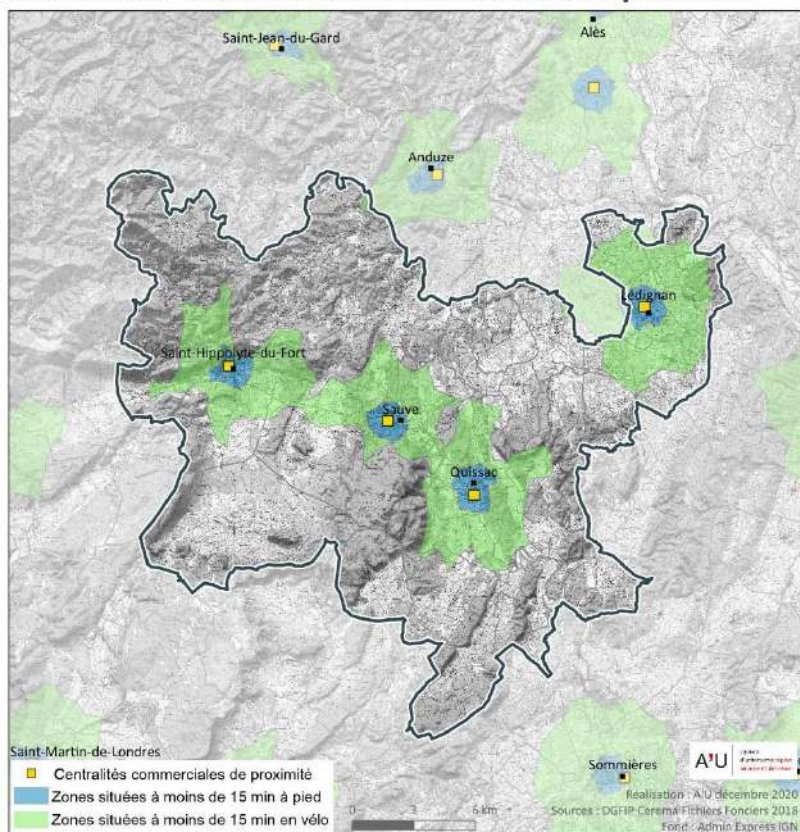 Saint-Jean-du-Gard
Alès
Anduze
Lédignan
Saint-Hippolyte-du-Fort
Sauve
Quissac
Saint-Martin-de-Londres
Centralités commerciales de proximité
Zones situées à moins de 15 min à pied
Zones situées à moins de 15 min en vélo
0 6 km
Sommières
A'U
Réalisation : A'U décembre 2020
Sources : DGFIP Cerema Fichiers Fonciers 2018
Fond : Admin Express IGN